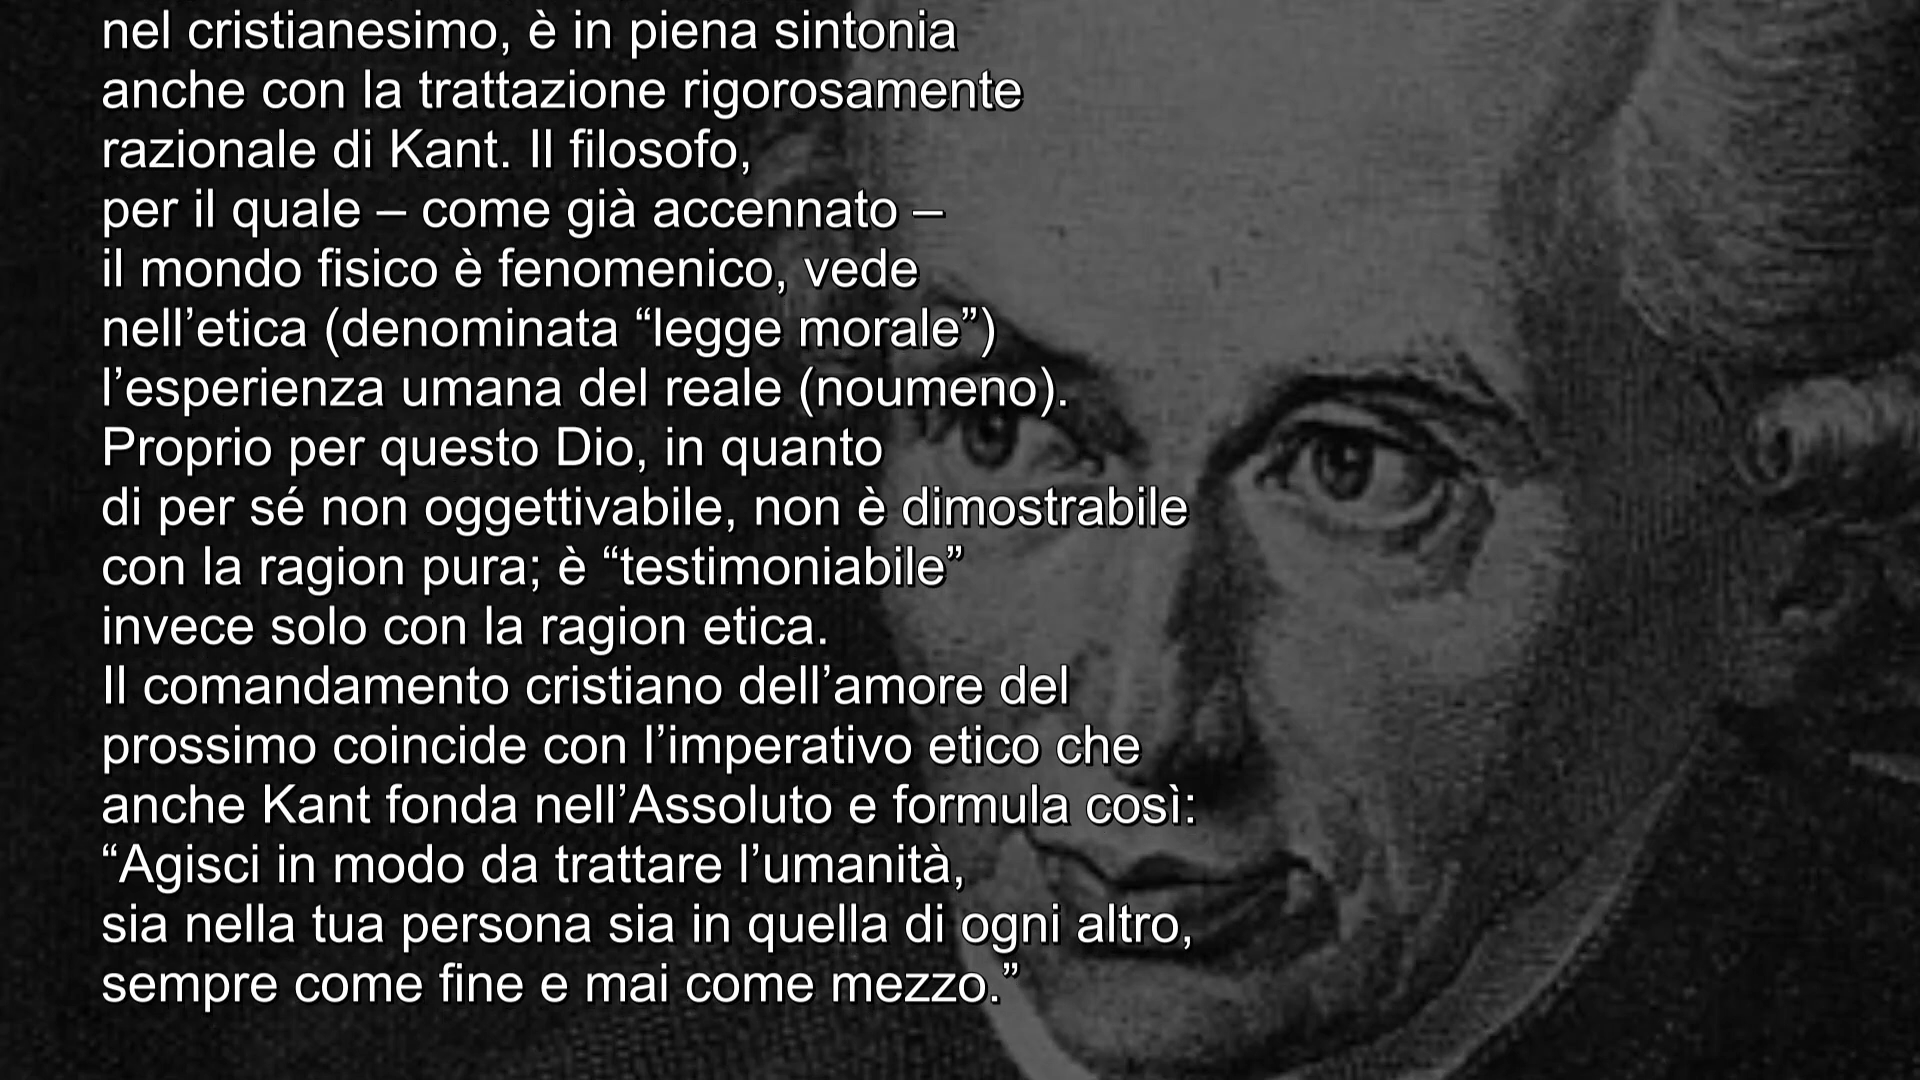 nel cristianesimo, è in piena sintonia
anche con la trattazione rigorosamente
razionale di Kant. Il filosofo,
per il quale – come già accennato –
il mondo fisico è fenomenico, vede
nell’etica (denominata “legge morale”)
l’esperienza umana del reale (noumeno).
Proprio per questo Dio, in quanto
di per sé non oggettivabile, non è dimostrabile
con la ragion pura; è “testimoniabile”
invece solo con la ragion etica.
Il comandamento cristiano dell’amore del
prossimo coincide con l’imperativo etico che
anche Kant fonda nell’Assoluto e formula così:
“Agisci in modo da trattare l’umanità,
sia nella tua persona sia in quella di ogni altro,
sempre come fine e mai come mezzo.”